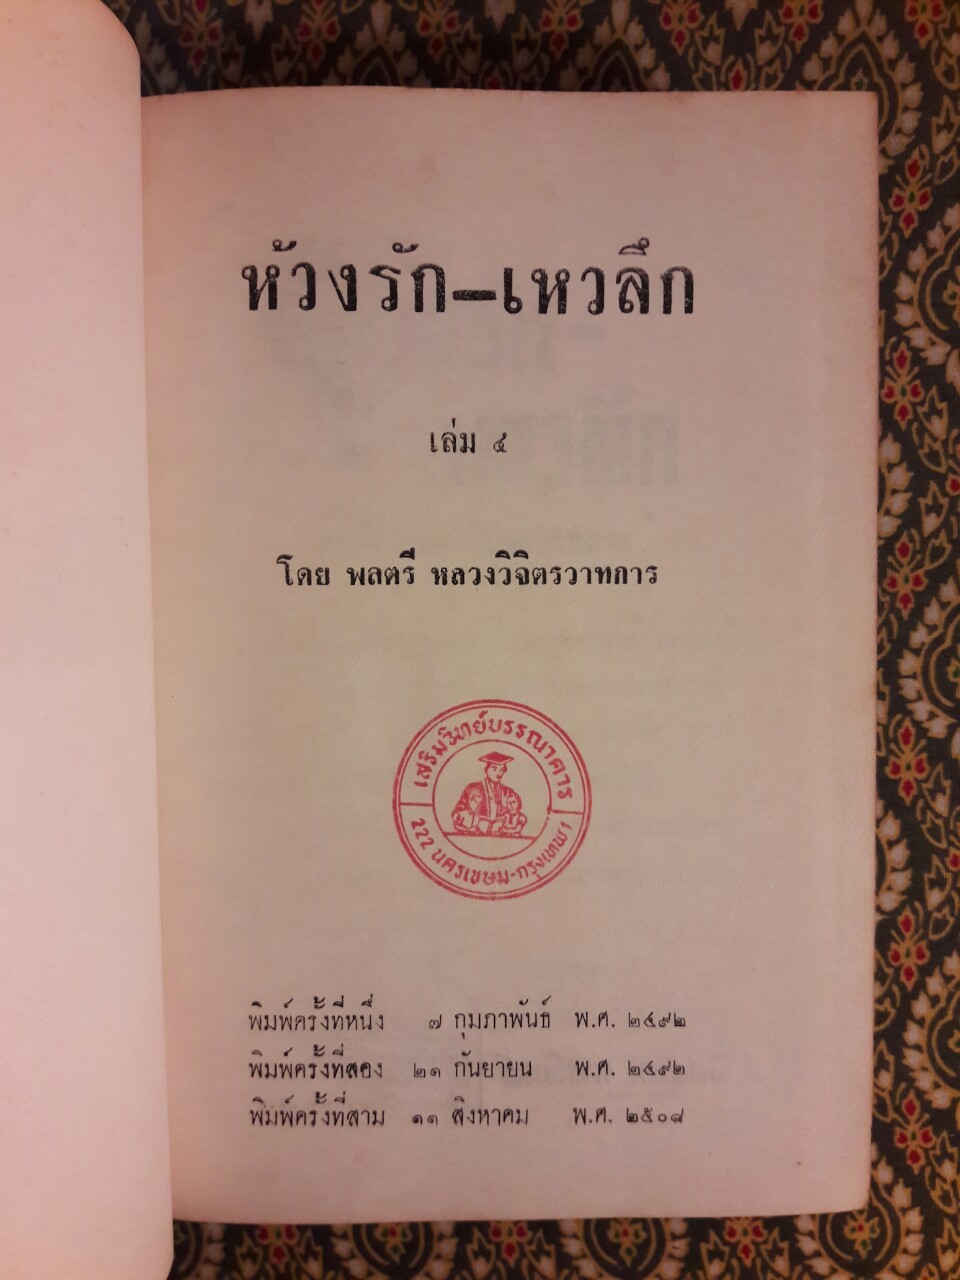 ห้วงรัก-เหวลึก
เล่ม ๔
โดย พลตรี หลวงวิจิตรวาทการ
เสริมวิทย์บรรณาคาร
222 นครเขษม-กรุงเทพฯ
พิมพ์ครั้งที่หนึ่ง ๗ กุมภาพันธ์ พ.ศ. ๒๔๙๒
พิมพ์ครั้งที่สอง ๒๑ กันยายน พ.ศ. ๒๔๙๒
พิมพ์ครั้งที่สาม ๑๑ สิงหาคม พ.ศ. ๒๕๐๘